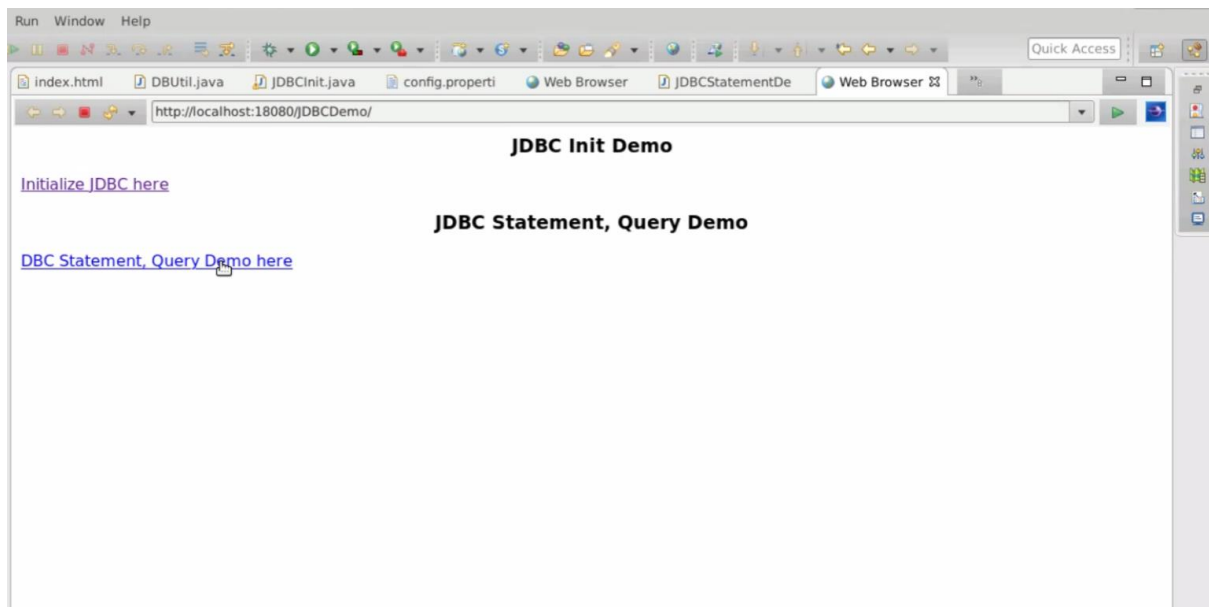 Run Window Help
Quick Access
index.html DBUtil.java JDBCInit.java config.properti Web Browser JDBCStatementDe Web Browser
http://localhost:18080/JDBCDemo/
JDBC Init Demo
Initialize JDBC here
JDBC Statement, Query Demo
DBC Statement, Query Demo here